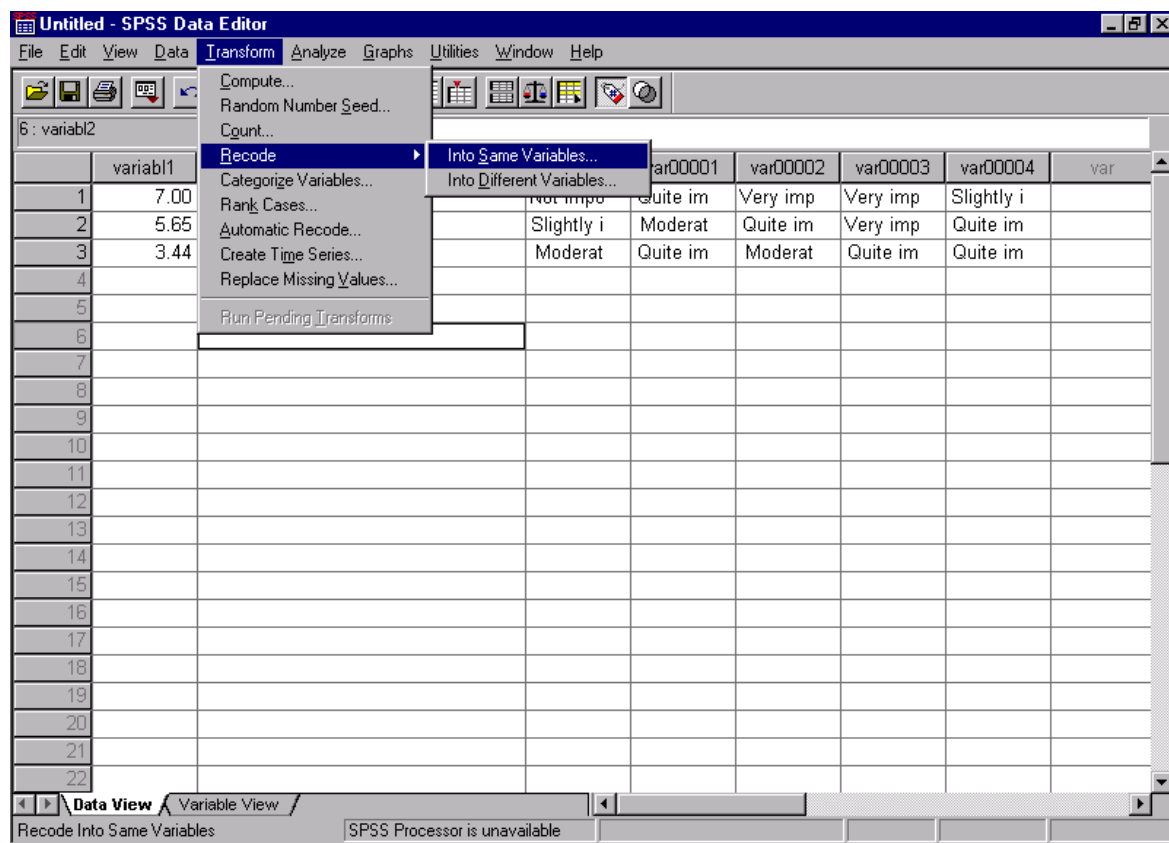 Untitled - SPSS Data Editor
File Edit View Data Transform Analyze Graphs Utilities Window Help
6 : variabl2
Compute...
Random Number Seed...
Count...
Recode
Categorize Variables...
Rank Cases...
Automatic Recode...
Create Time Series...
Replace Missing Values...
Run Pending Transforms
Into Same Variables...
Into Different Variables...
variabl1 var00001 var00002 var00003 var00004 var
1 7.00 Not impo Quite im Very imp Very imp Slightly i
2 5.65 Slightly i Moderat Quite im Very imp Quite im
3 3.44 Moderat Quite im Moderat Quite im Quite im
4
5
6
7
8
9
10
11
12
13
14
15
16
17
18
19
20
21
22
Data View Variable View
Recode Into Same Variables SPSS Processor is unavailable